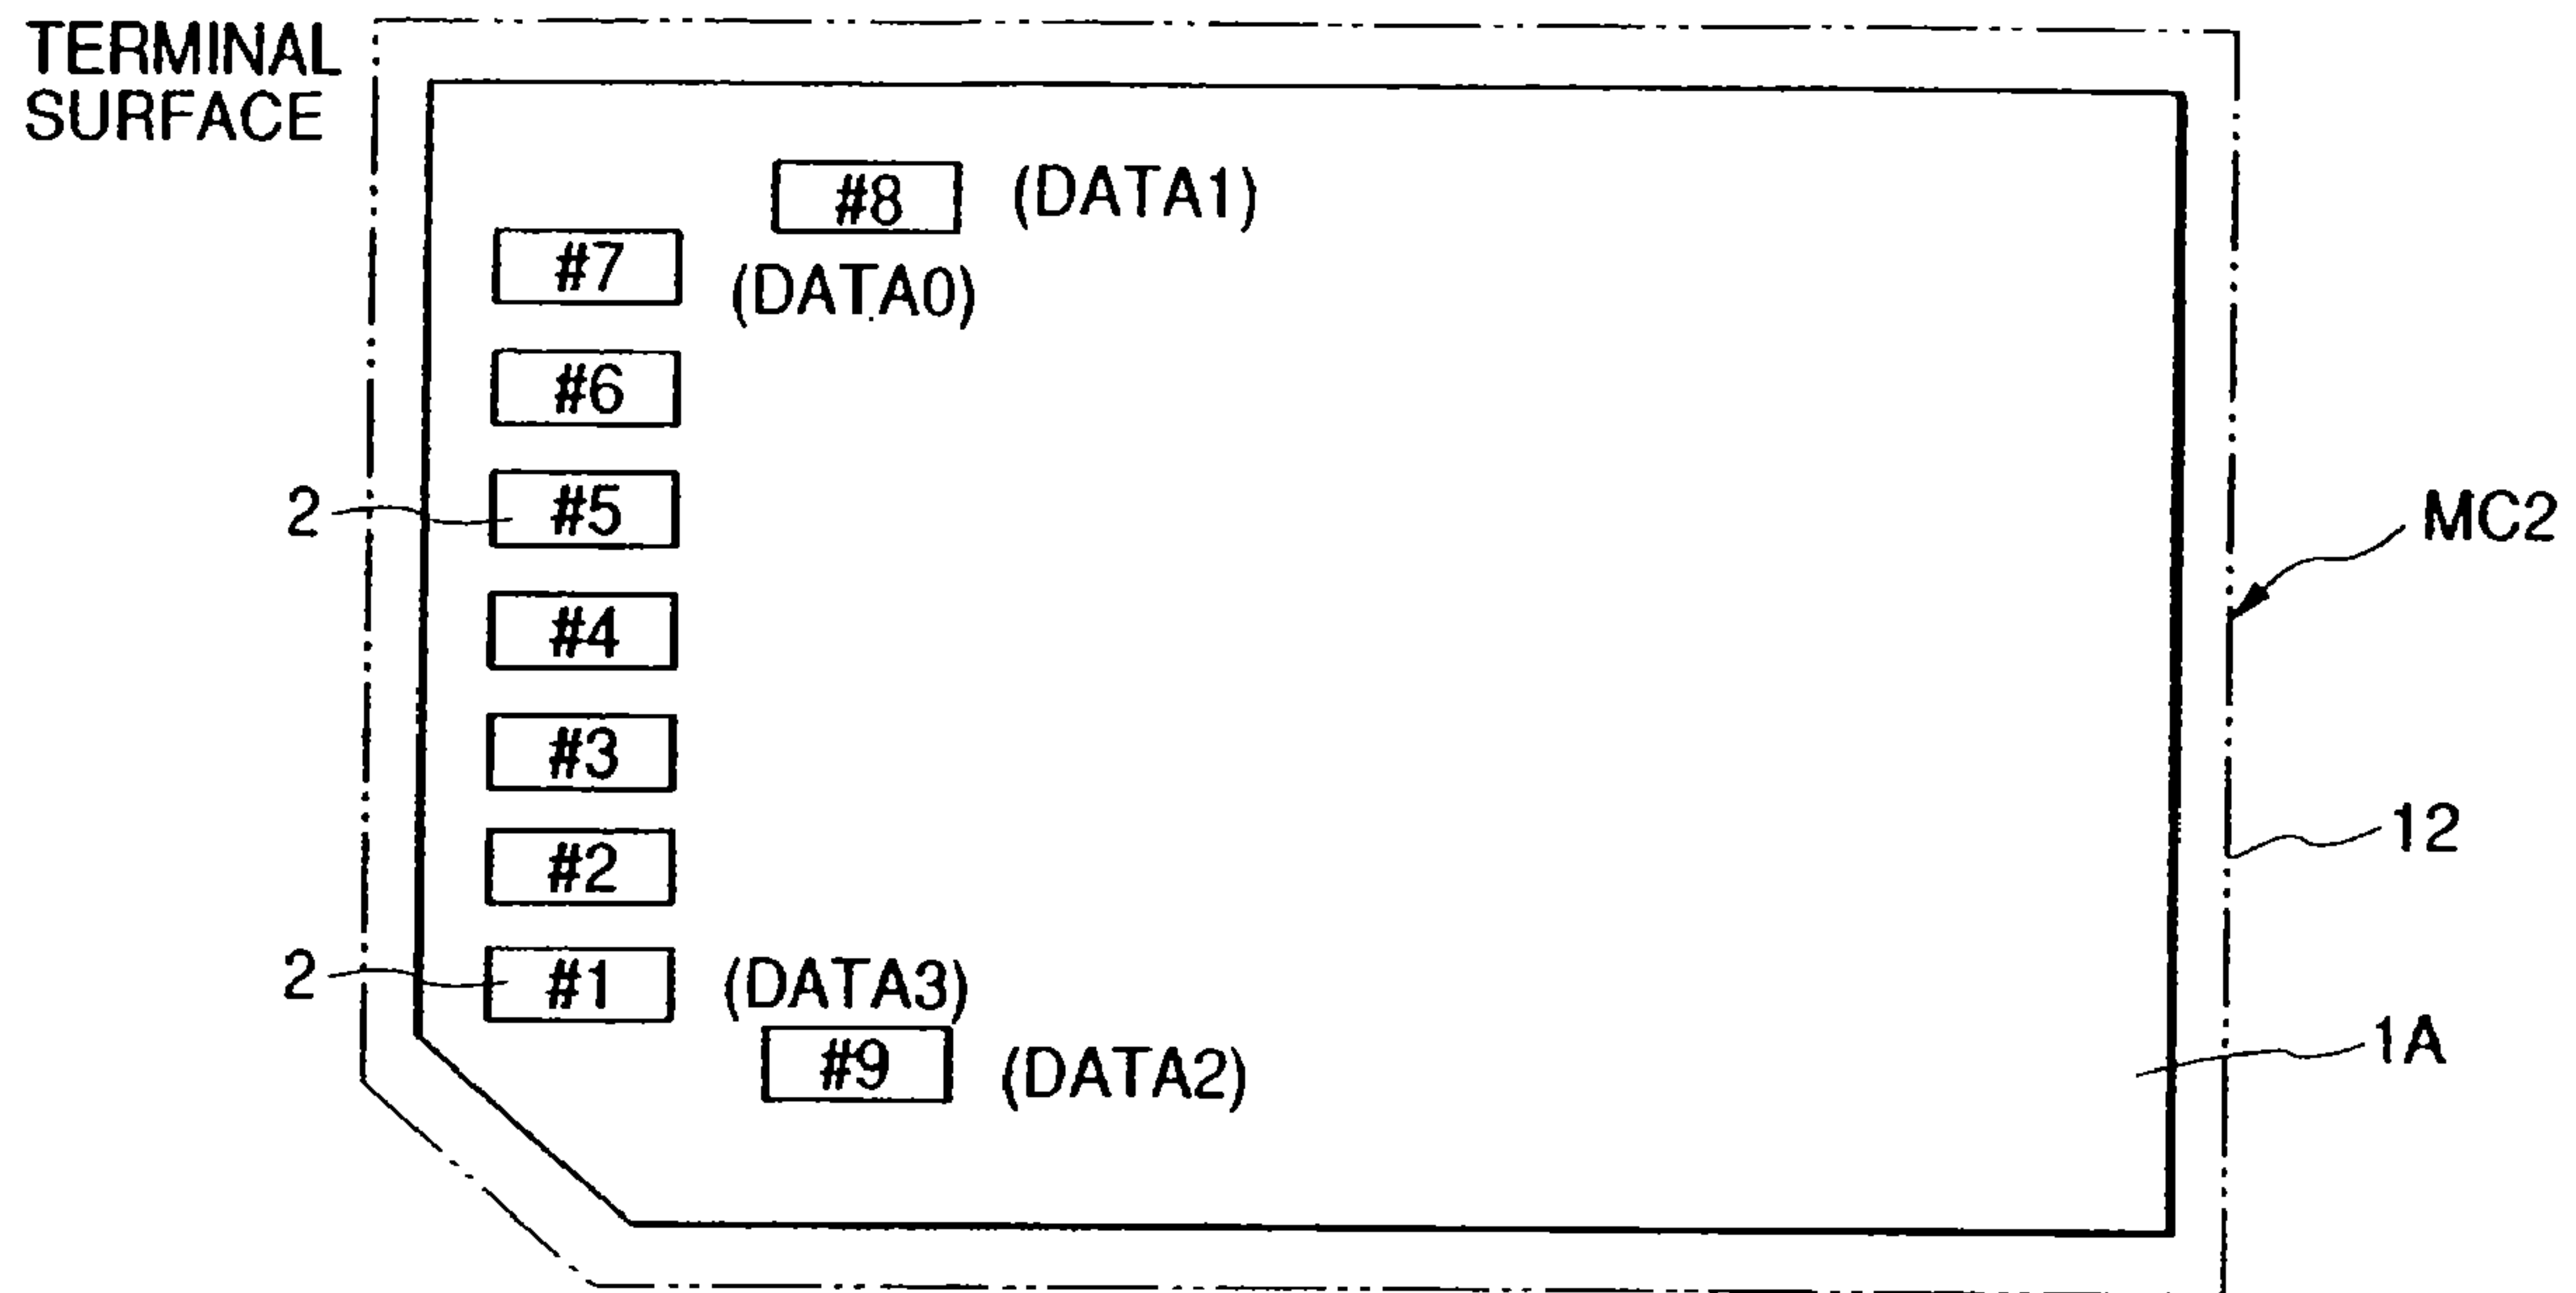 TERMINAL
SURFACE
#8 (DATA1)
#7 (DATA0)
#6
2 #5
MC2
#4
#3
12
#2
2 #1 (DATA3)
1A
#9 (DATA2)